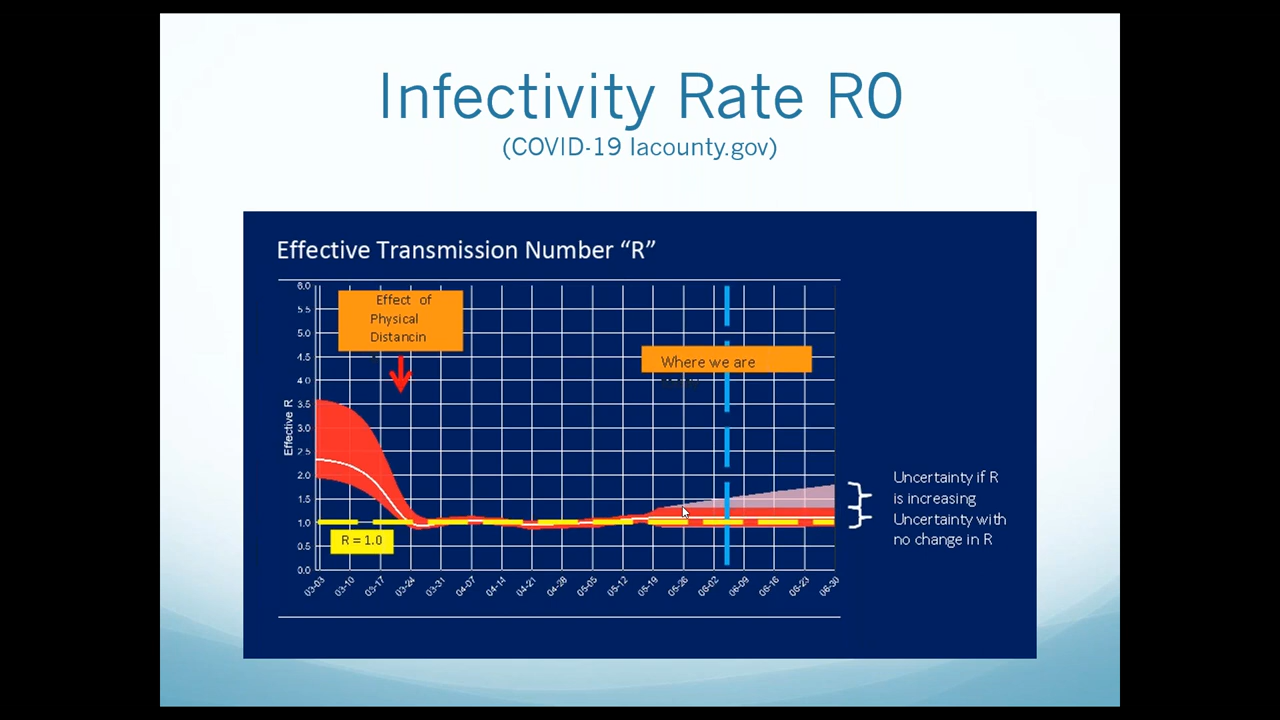 Infectivity Rate R0
(COVID-19 lacounty.gov)
Effective Transmission Number “R”
Effect of
Physical
Distancin
Where we are
6.0
5.5
5.0
4.5
4.0
3.5
3.0
2.5
2.0
1.5
1.0
0.5
0.0
Effective R
R = 1.0
03-03
03-10
03-17
03-24
03-31
04-07
04-14
04-21
04-28
05-05
05-12
05-19
05-26
06-02
06-09
06-16
06-23
06-30
Uncertainty if R
is increasing
Uncertainty with
no change in R